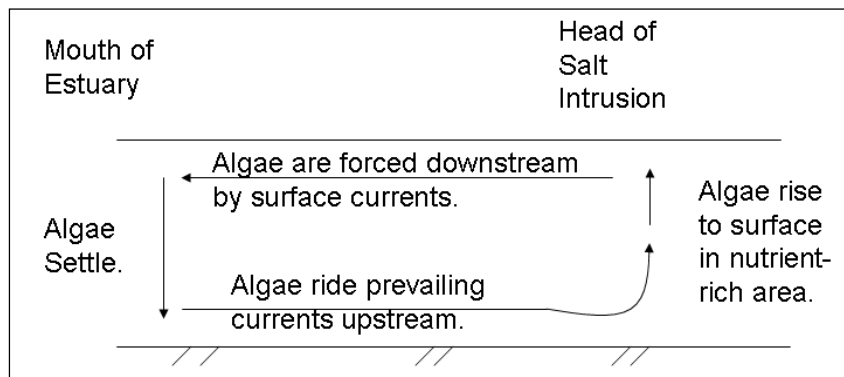 Mouth of
Estuary
Head of
Salt
Intrusion
Algae are forced downstream
by surface currents.
Algae
Settle.
Algae ride prevailing
currents upstream.
Algae rise
to surface
in nutrient-
rich area.